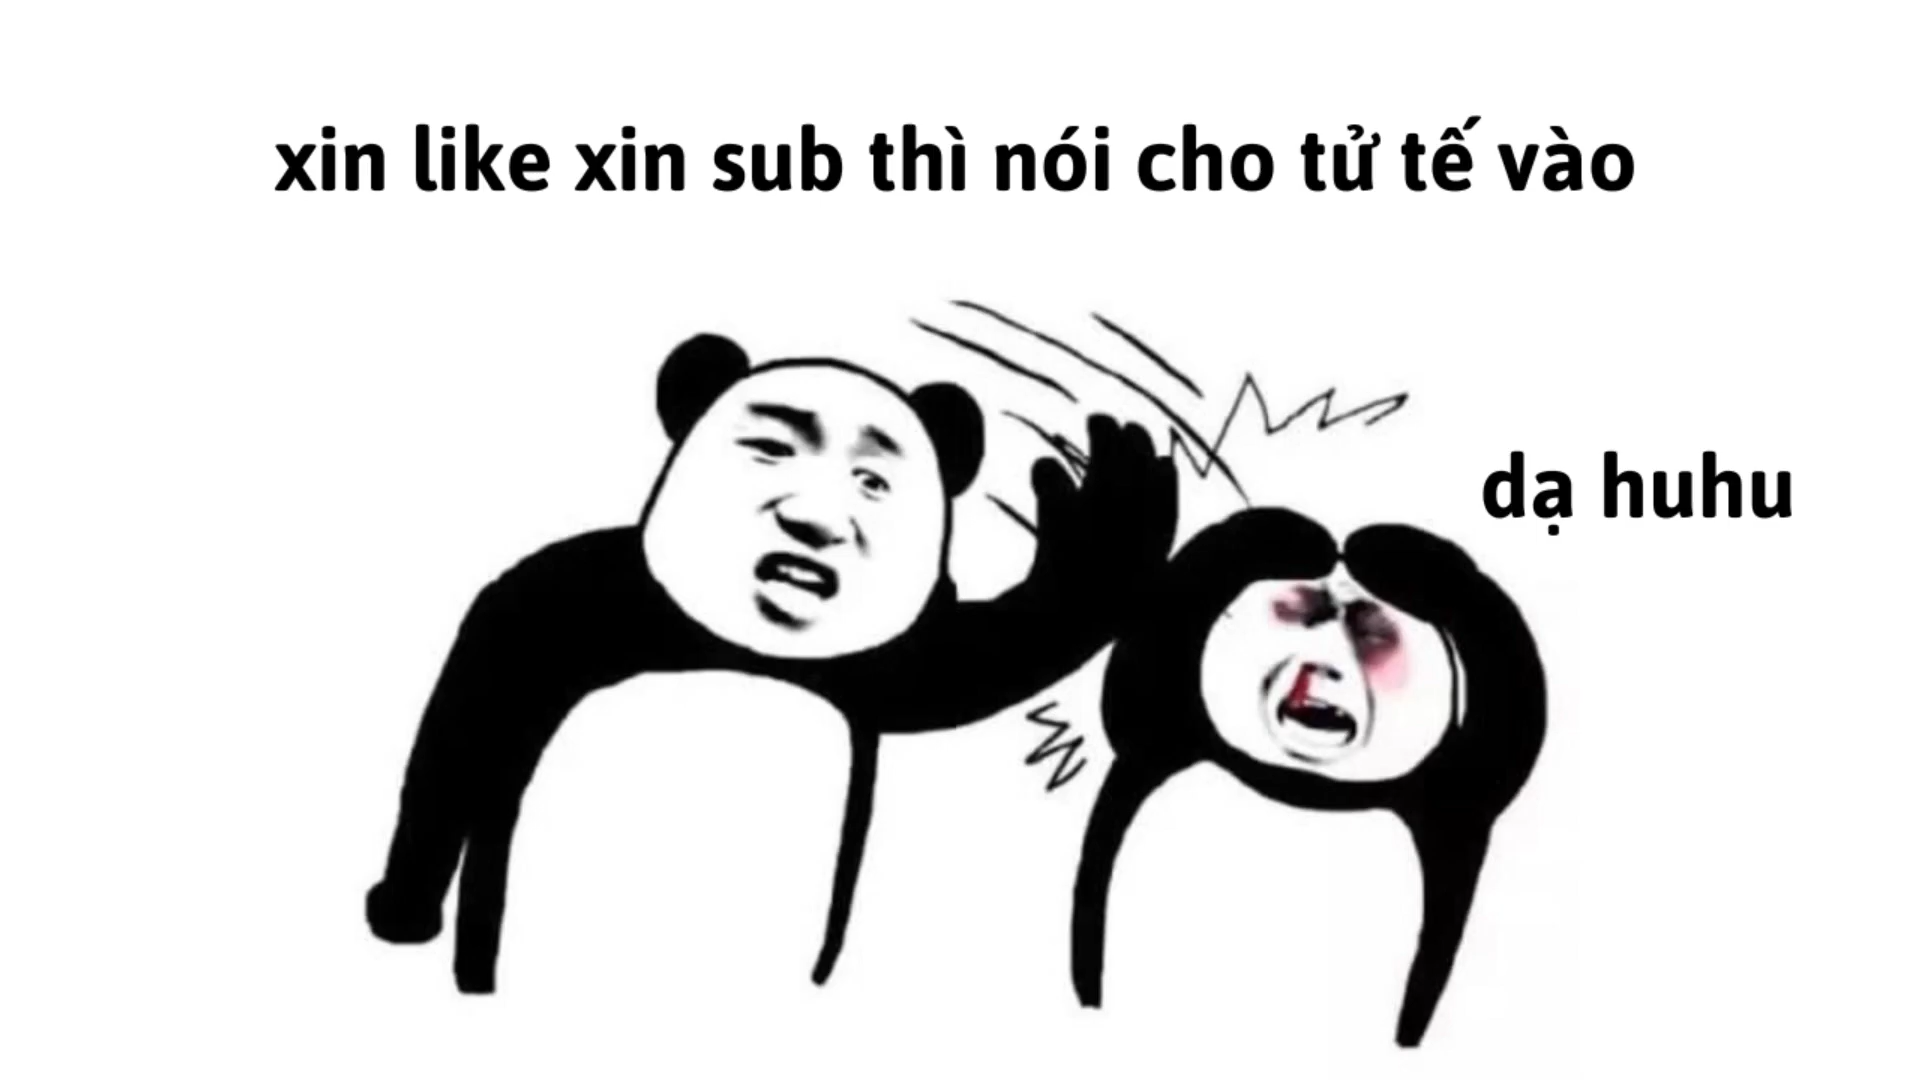 xin like xin sub thì nói cho tử tế vào
dạ huhu